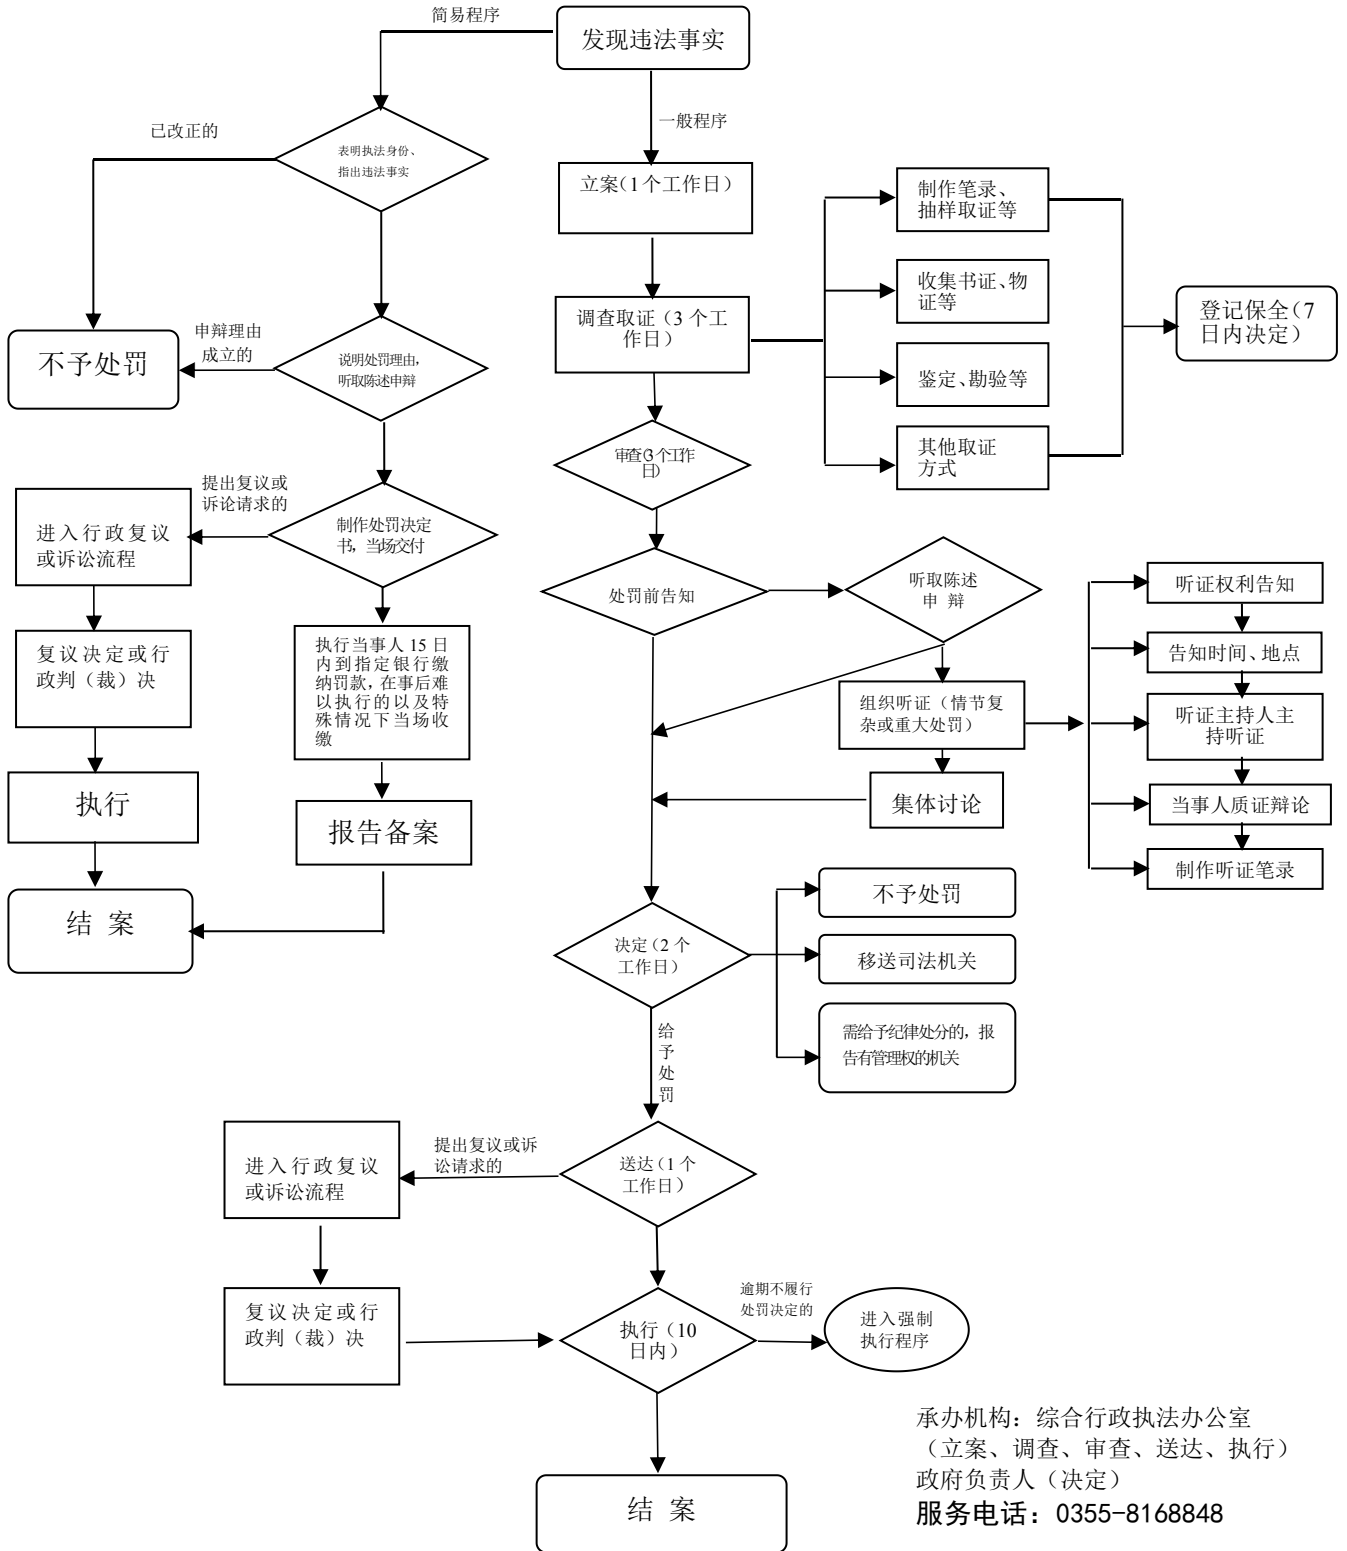 简易程序
发现违法事实
一般程序
已改正的
表明执法身份、
指出违法事实
立案（1个工作日）
制作笔录、
抽样取证等
收集书证、物
证等
登记保全（7
日内决定）
调查取证（3 个工
作日）
申辩理由
成立的
不予处罚
说明处罚理由，
听取陈述申辩
鉴定、勘验等
其他取证
方式
审查（3 个工作
日）
提出复议或
诉论请求的
进入行政复议
或诉讼流程
制作处罚决定
书，当场交付
处罚前告知
听取陈述
申 辩
听证权利告知
复议决定或行
政判（裁）决
执行当事人 15 日
内到指定银行缴
纳罚款，在事后难
以执行的以及特
殊情况下当场收
缴
告知时间、地点
组织听证（情节复
杂或重大处罚）
听证主持人主
持听证
执行
报告备案
集体讨论
当事人质证辩论
制作听证笔录
结 案
不予处罚
决定（2 个
工作日）
移送司法机关
需给予纪律处分的，报
告有管理权的机关
给
予
处
罚
提出复议或诉
讼请求的
进入行政复议
或诉讼流程
送达（1 个
工作日）
复议决定或行
政判（裁）决
执行（10
日内）
逾期不履行
处罚决定的
进入强制
执行程序
结 案
承办机构：综合行政执法办公室
（立案、调查、审查、送达、执行）
政府负责人（决定）
服务电话：0355-8168848